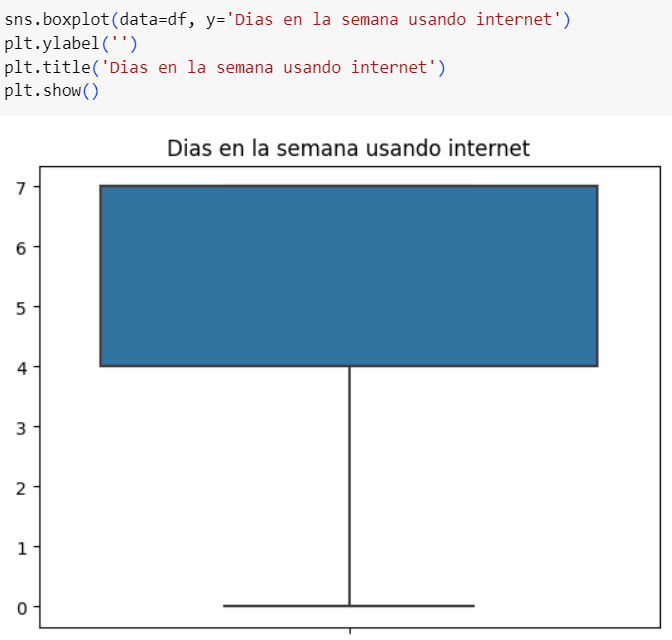 sns.boxplot(data=df, y='Dias en la semana usando internet')
plt.ylabel('')
plt.title('Dias en la semana usando internet')
plt.show()
Dias en la semana usando internet
7
6
5
4
3
2
1
0